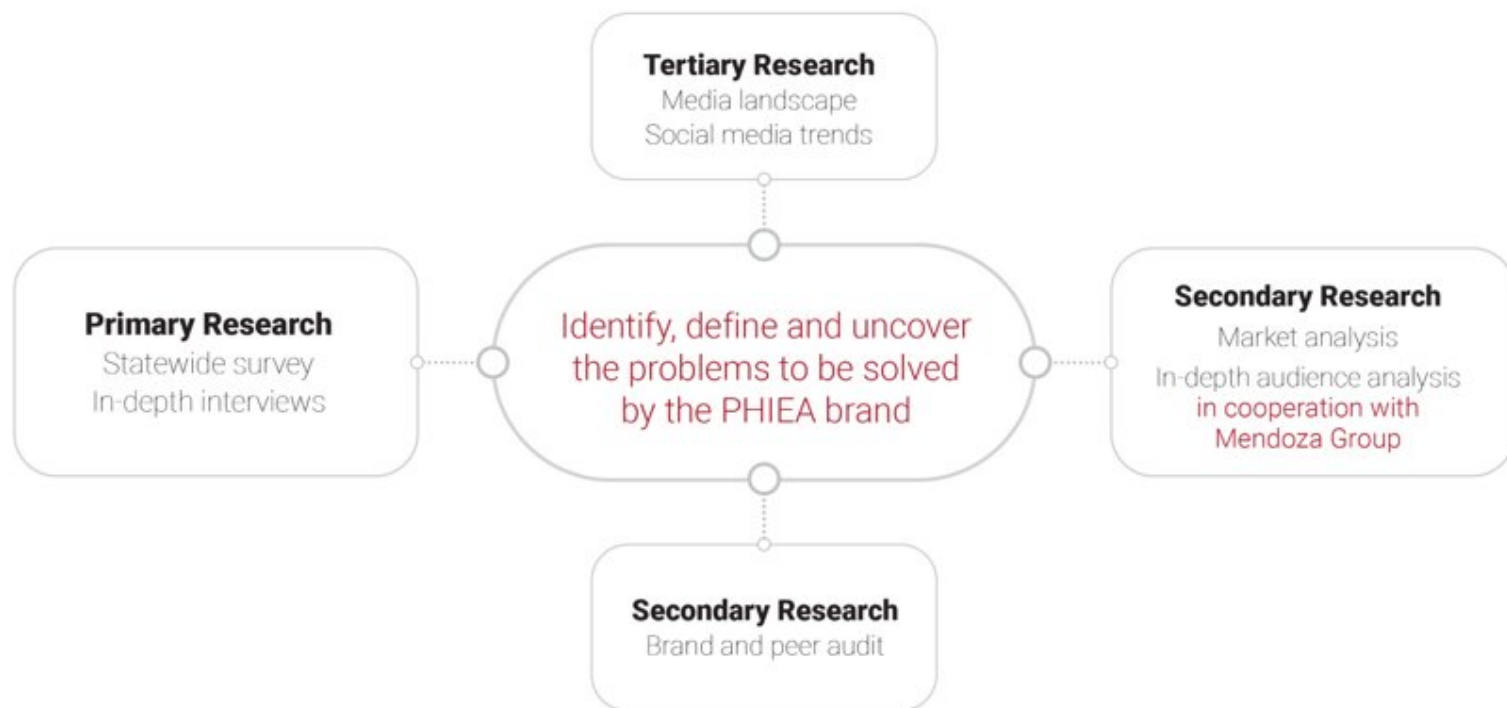 Tertiary Research
Media landscape
Social media trends
Primary Research
Statewide survey
In-depth interviews
Identify, define and uncover
the problems to be solved
by the PHIEA brand
Secondary Research
Market analysis
In-depth audience analysis
in cooperation with
Mendoza Group
Secondary Research
Brand and peer audit